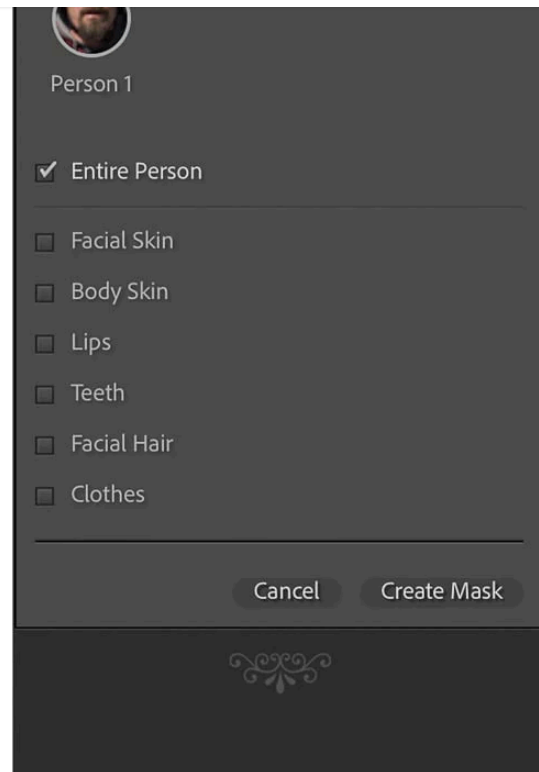 Person 1
Entire Person
Facial Skin
Body Skin
Lips
Teeth
Facial Hair
Clothes
Cancel Create Mask